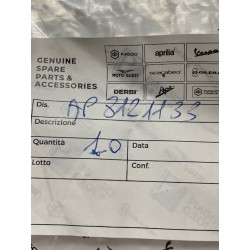 GENUINE
SPARE
PARTS &
ACCESSORIES
PIAGGIO aprilia Vespa
MOTO GUZZI scarabeo GILERA
DERBI Ape
Dis. AP 8121133
Descrizione
Quantità 10 Data
Lotto Conf.